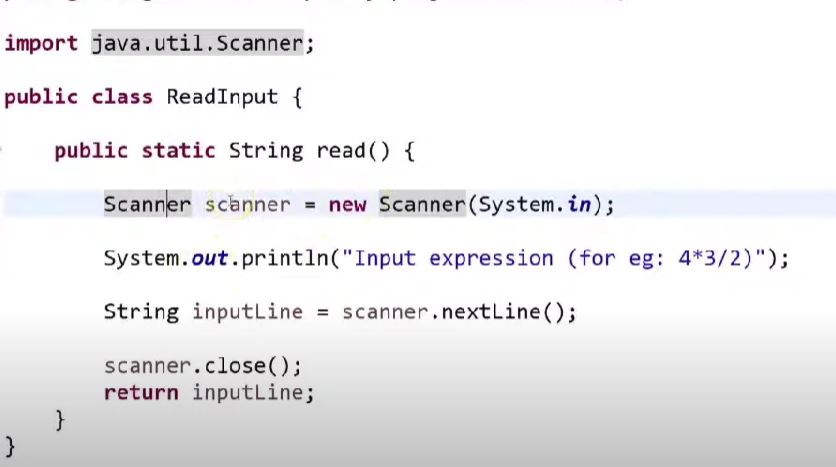 import java.util.Scanner;
public class ReadInput {
public static String read() {
Scanner scanner = new Scanner(System.in);
System.out.println("Input expression (for eg: 4*3/2)");
String inputLine = scanner.nextLine();
scanner.close();
return inputLine;
}
}